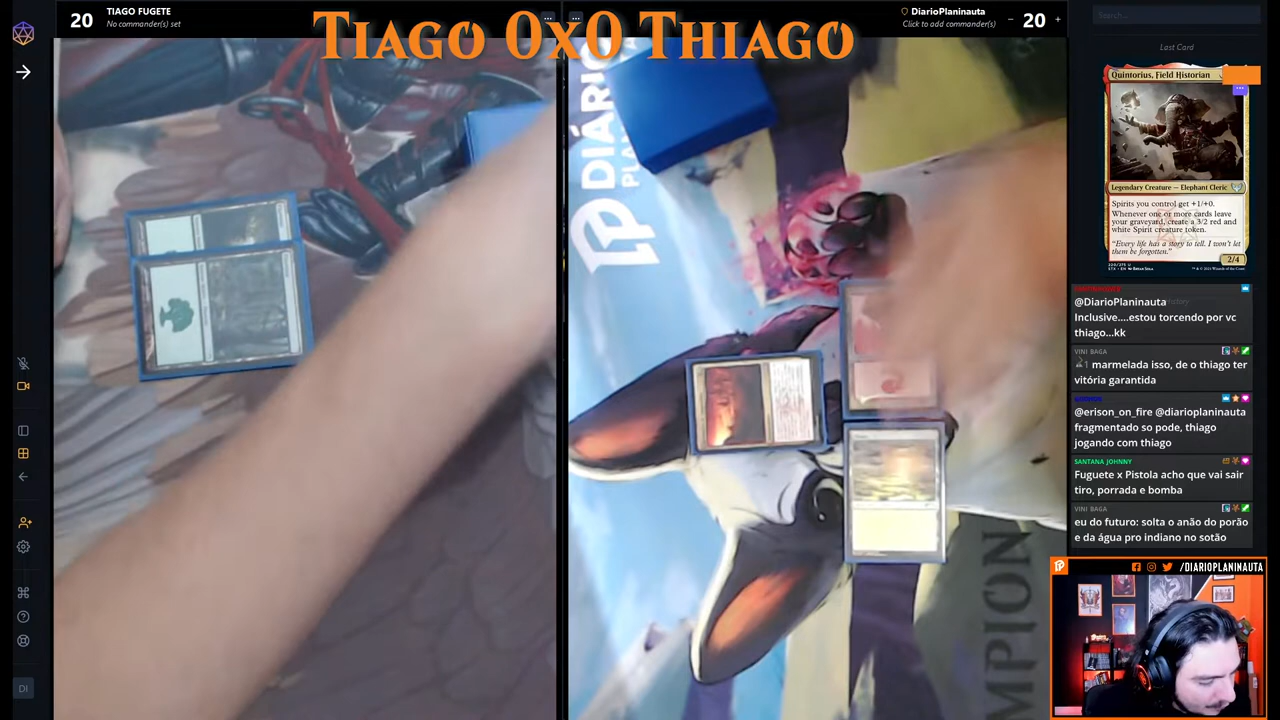 20
TIAGO FUGETE
No commander(s) set
DiarioPlaninauta
Click to add commander(s)
− 20 +
TIAGO 0X0 THIAGO
Search...
Last Card
Quintorius, Field Historian
Legendary Creature — Elephant Cleric
Spirits you control get +1/+0.
Whenever one or more cards leave
your graveyard, create a 3/2 red and
white Spirit creature token.
"Every life has a story to tell. I won't let
them be forgotten."
2/4
DIÁRIO
MPION
@DiarioPlaninauta
Inclusive....estou torcendo por vc
thiago...kk
VINI BAGA
1 marmelada isso, de o thiago ter
vitória garantida
@erison_on_fire @diarioplaninauta
fragmentado so pode, thiago
jogando com thiago
SANTANA JOHNNY
Fuguete x Pistola acho que vai sair
tiro, porrada e bomba
VINI BAGA
eu do futuro: solta o anão do porão
e da água pro indiano no sotão
/DIARIOPLANINAUTA
DI